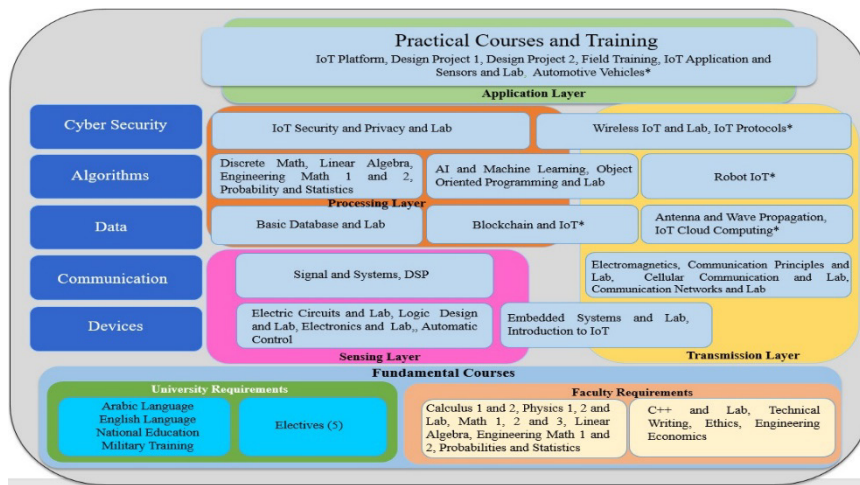 Practical Courses and Training
IoT Platform, Design Project 1, Design Project 2, Field Training, IoT Application and
Sensors and Lab, Automotive Vehicles*
Application Layer
Cyber Security
IoT Security and Privacy and Lab
Wireless IoT and Lab, IoT Protocols*
Algorithms
Discrete Math, Linear Algebra,
Engineering Math 1 and 2,
Probability and Statistics
AI and Machine Learning, Object
Oriented Programming and Lab
Robot IoT*
Processing Layer
Data
Basic Database and Lab
Blockchain and IoT*
Antenna and Wave Propagation,
IoT Cloud Computing*
Communication
Signal and Systems, DSP
Electromagnetics, Communication Principles and
Lab, Cellular Communication and Lab,
Communication Networks and Lab
Devices
Electric Circuits and Lab, Logic Design
and Lab, Electronics and Lab,, Automatic
Control
Embedded Systems and Lab,
Introduction to IoT
Sensing Layer
Transmission Layer
Fundamental Courses
University Requirements
Arabic Language
English Language
National Education
Military Training
Electives (5)
Faculty Requirements
Calculus 1 and 2, Physics 1, 2 and
Lab, Math 1, 2 and 3, Linear
Algebra, Engineering Math 1 and
2, Probabilities and Statistics
C++ and Lab, Technical
Writing, Ethics, Engineering
Economics